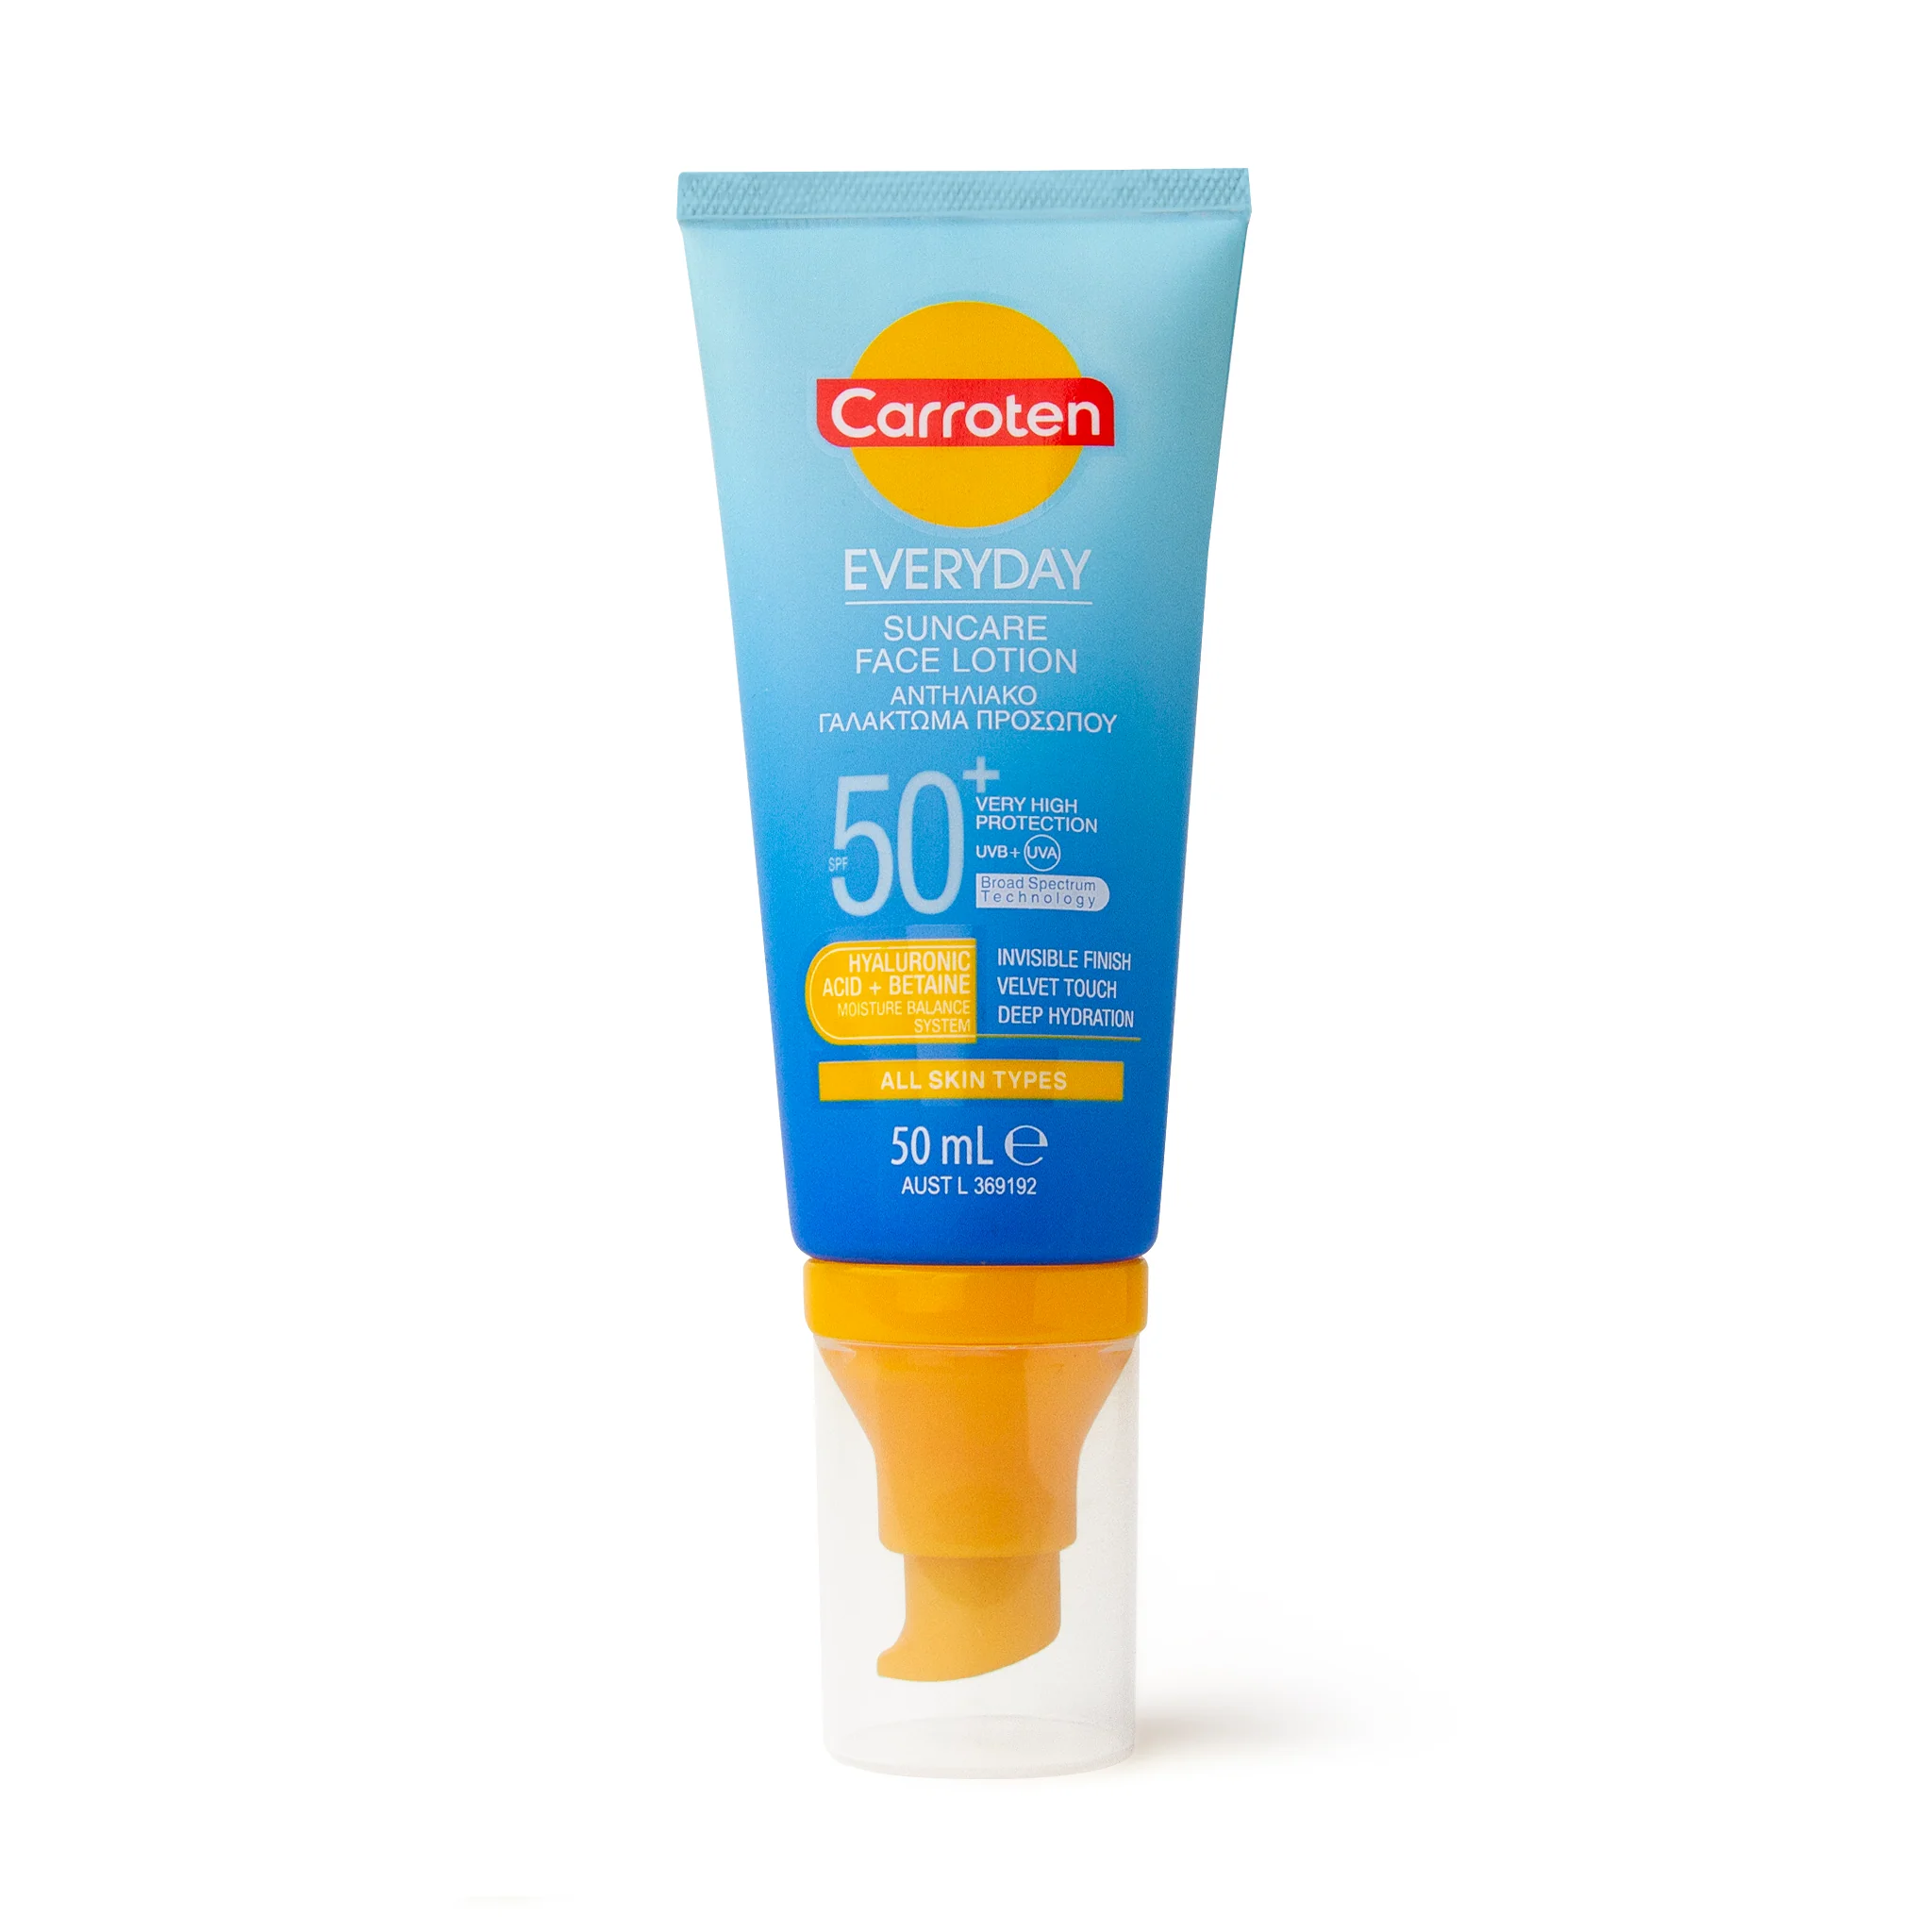 Carroten
EVERYDAY
SUNCARE
FACE LOTION
ΑΝΤΗΛΙΑΚΟ
ΓΑΛΑΚΤΩΜΑ ΠΡΟΣΩΠΟΥ
SPF 50+
VERY HIGH
PROTECTION
UVB+ UVA
Broad Spectrum
Technology
HYALURONIC
ACID + BETAINE
MOISTURE BALANCE
SYSTEM
INVISIBLE FINISH
VELVET TOUCH
DEEP HYDRATION
ALL SKIN TYPES
50 mL ℮
AUST L 369192